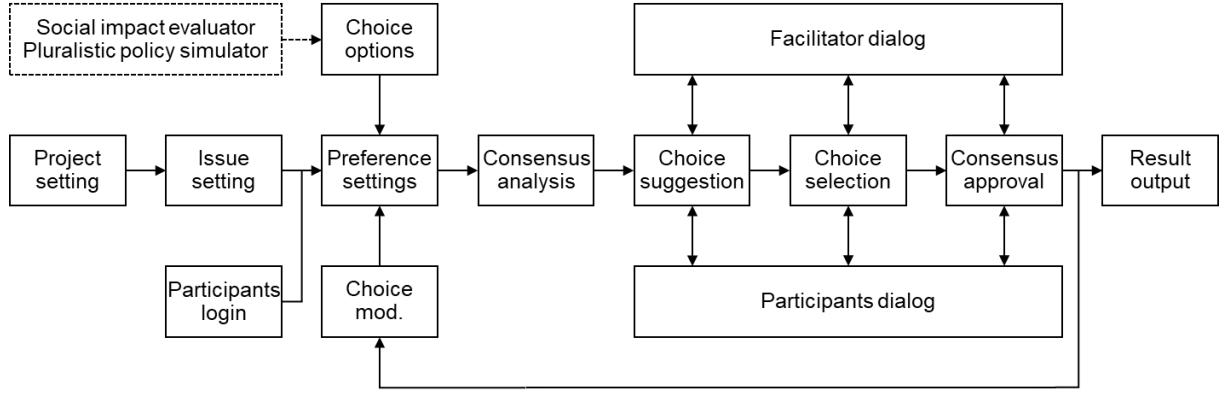 Social impact evaluator
Pluralistic policy simulator
Choice
options
Facilitator dialog
Project
setting
Issue
setting
Preference
settings
Consensus
analysis
Choice
suggestion
Choice
selection
Consensus
approval
Result
output
Participants
login
Choice
mod.
Participants dialog